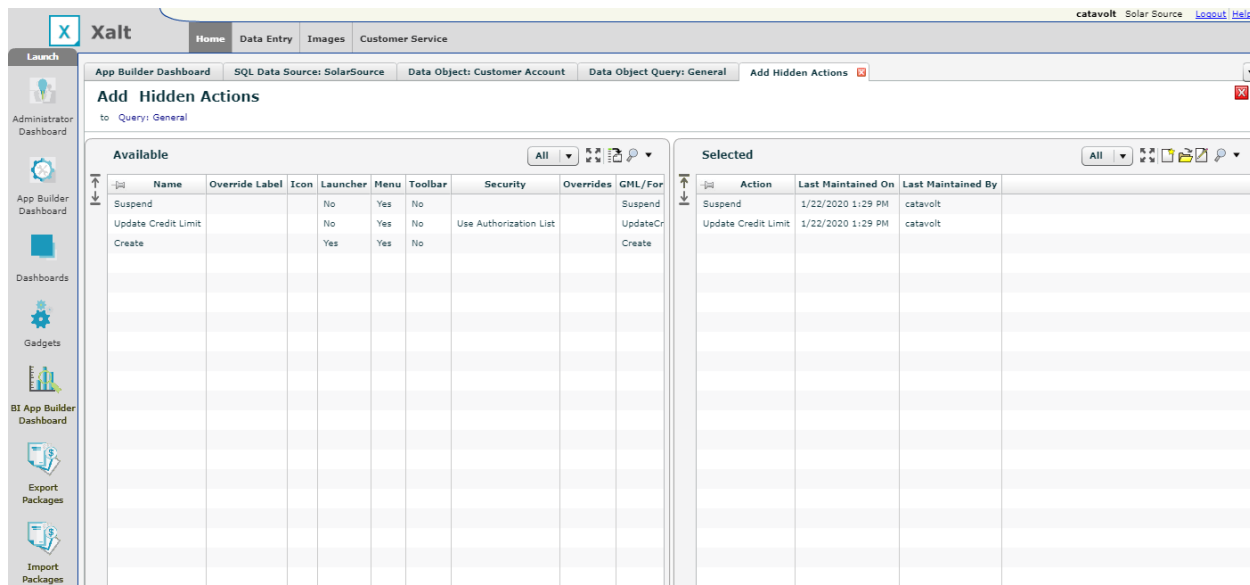 catavolt Solar Source Logout Help
X Xalt
Home Data Entry Images Customer Service
Launch
Administrator
Dashboard
App Builder
Dashboard
Dashboards
Gadgets
BI App Builder
Dashboard
Export
Packages
Import
Packages
App Builder Dashboard SQL Data Source: SolarSource Data Object: Customer Account Data Object Query: General Add Hidden Actions
Add Hidden Actions
to Query: General
Available All
Name Override Label Icon Launcher Menu Toolbar Security Overrides GML/For
Suspend No Yes No Suspend
Update Credit Limit No Yes No Use Authorization List UpdateCr
Create Yes Yes No Create
Selected All
Action Last Maintained On Last Maintained By
Suspend 1/22/2020 1:29 PM catavolt
Update Credit Limit 1/22/2020 1:29 PM catavolt